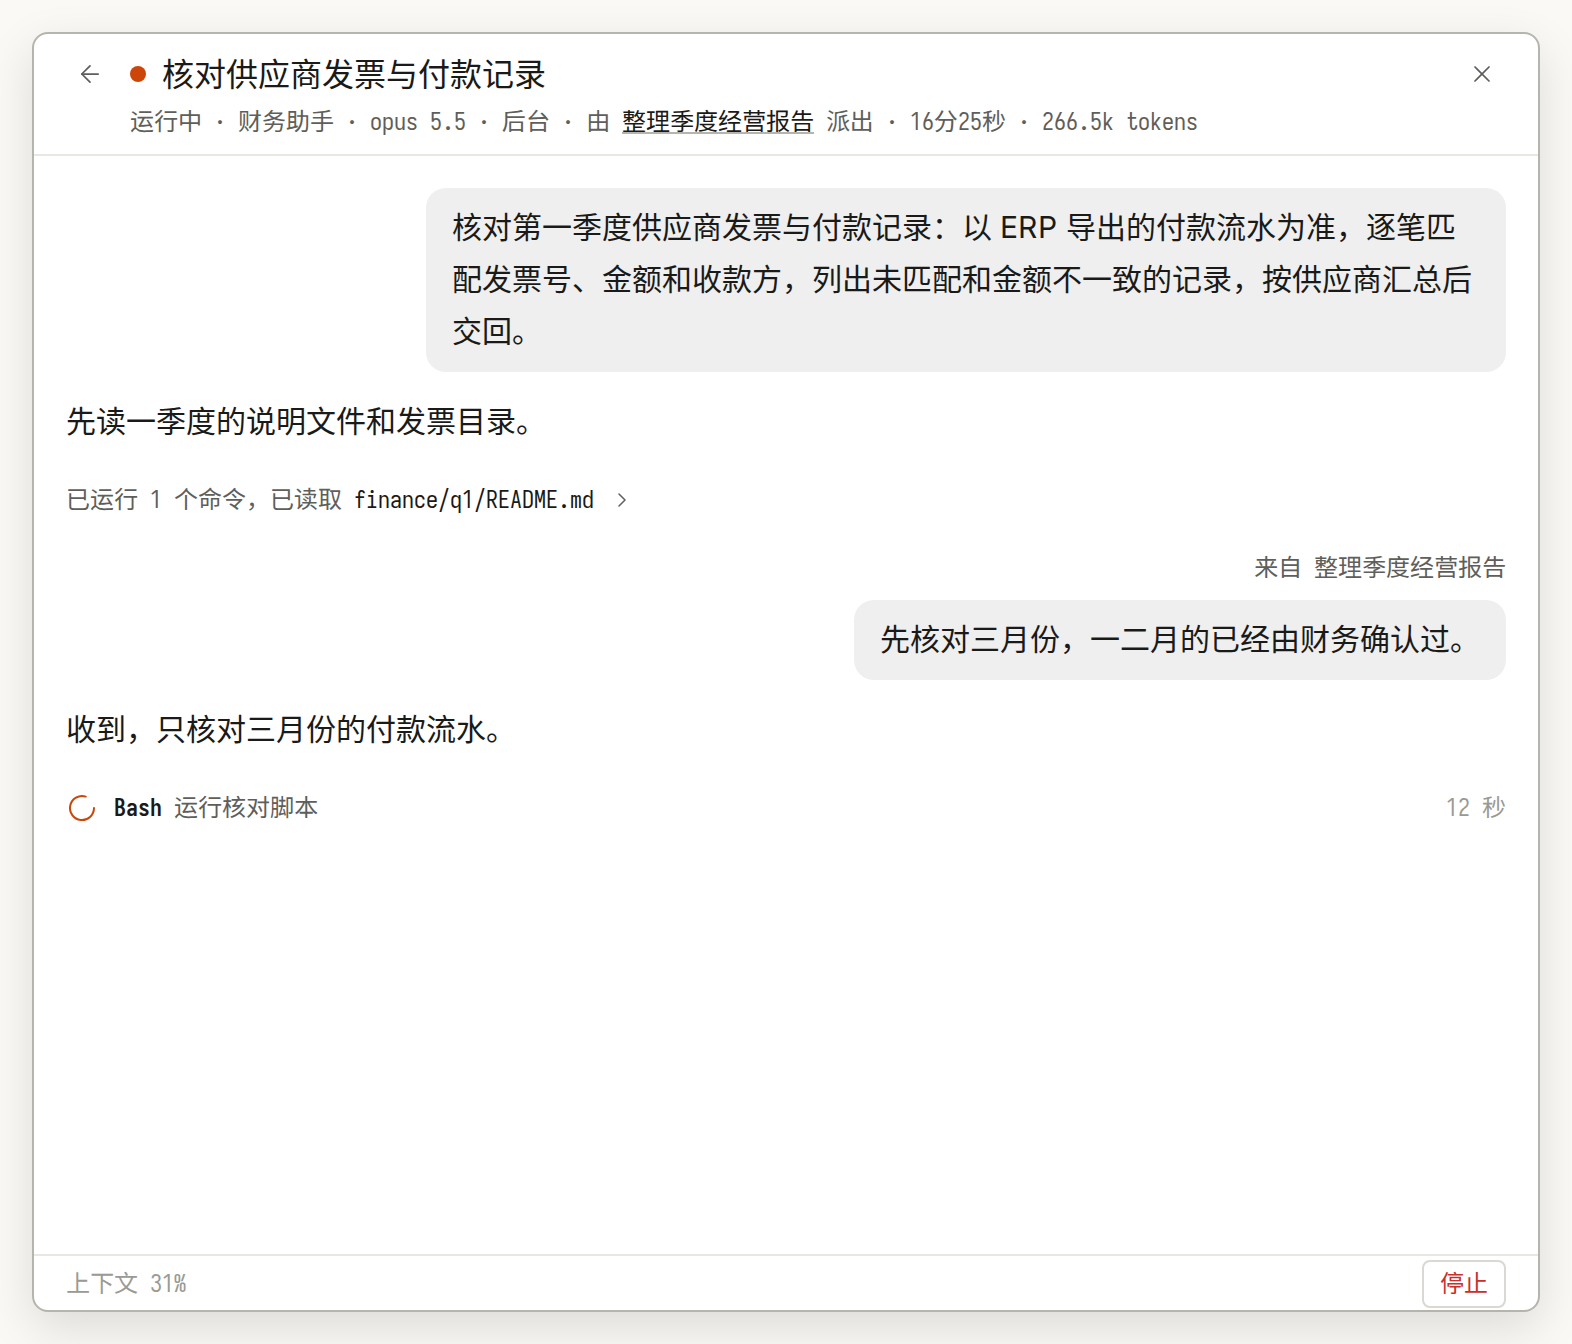 核对供应商发票与付款记录
运行中 · 财务助手 · opus 5.5 · 后台 · 由 整理季度经营报告 派出 · 16分25秒 · 266.5k tokens
核对第一季度供应商发票与付款记录：以 ERP 导出的付款流水为准，逐笔匹
配发票号、金额和收款方，列出未匹配和金额不一致的记录，按供应商汇总后
交回。
先读一季度的说明文件和发票目录。
已运行 1 个命令，已读取 finance/q1/README.md
来自 整理季度经营报告
先核对三月份，一二月的已经由财务确认过。
收到，只核对三月份的付款流水。
Bash 运行核对脚本 12 秒
上下文 31% 停止